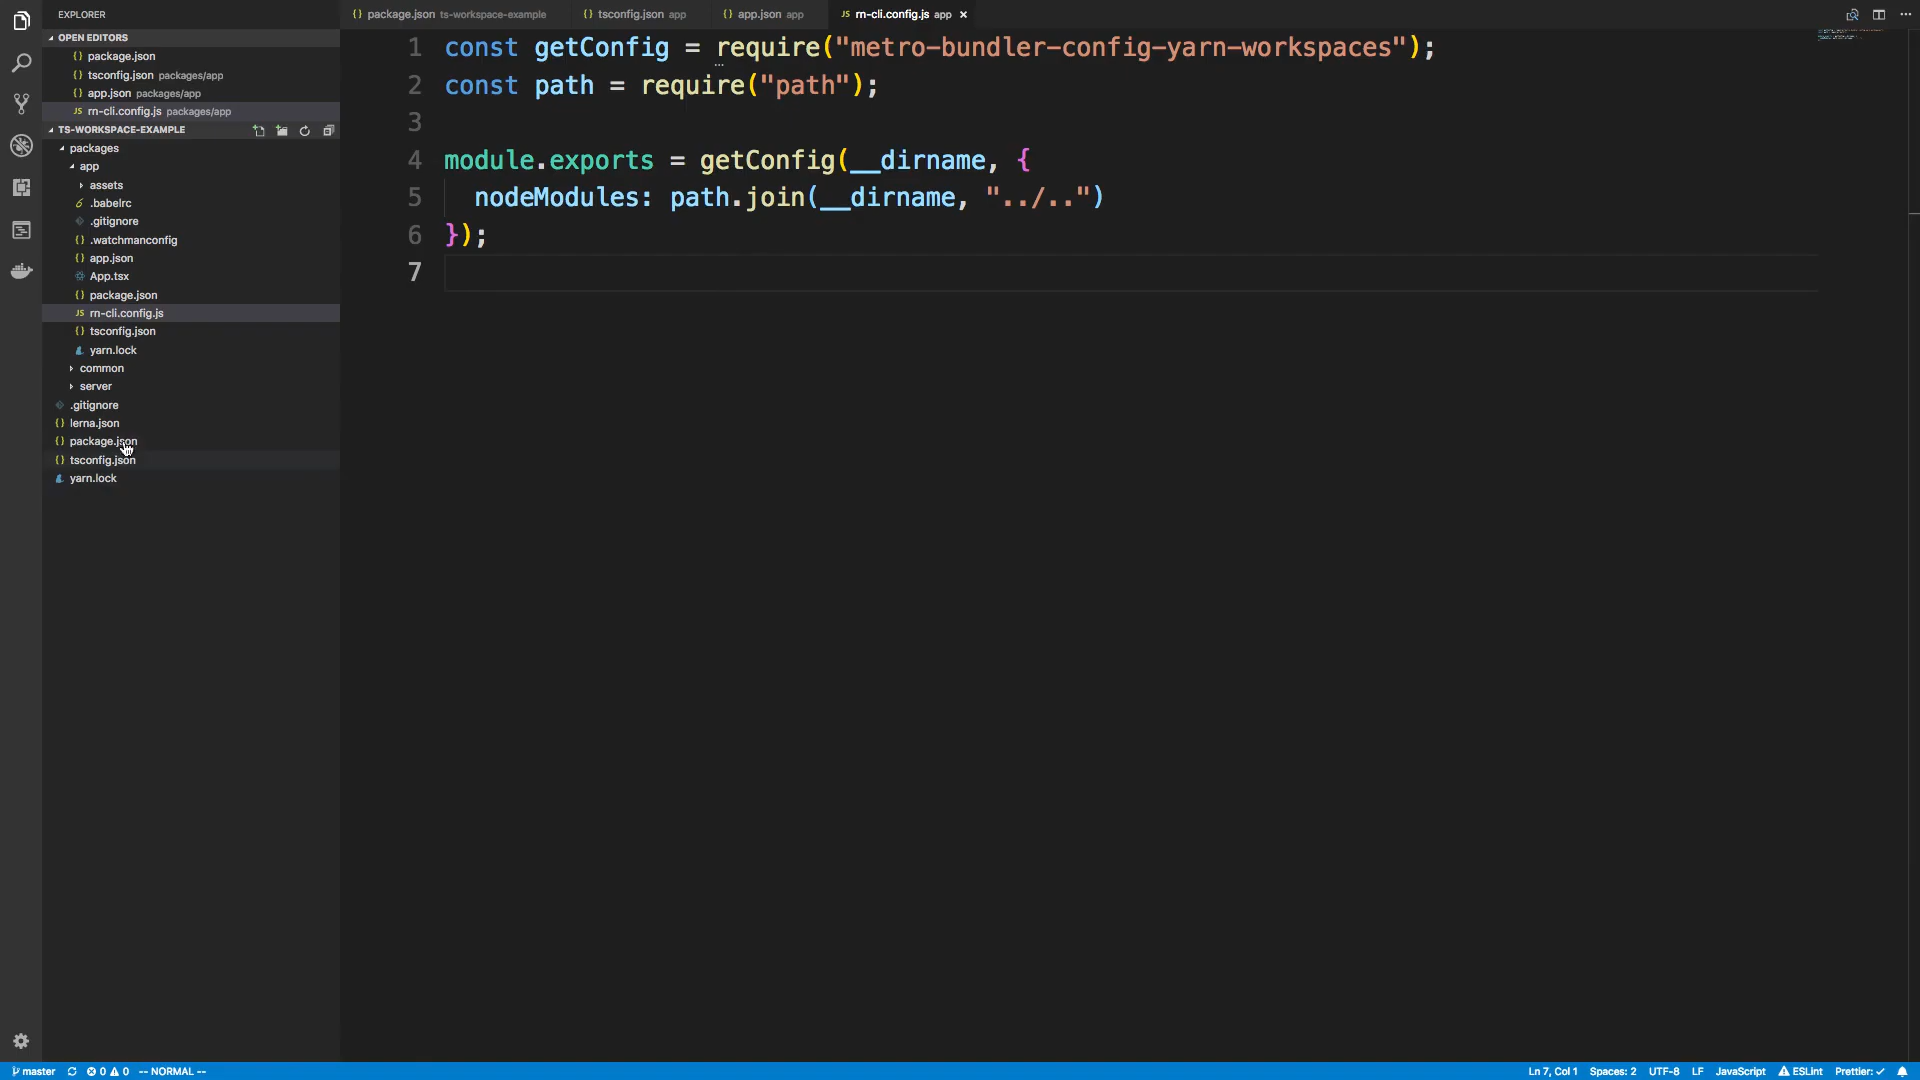 EXPLORER
OPEN EDITORS
package.json
tsconfig.json packages/app
app.json packages/app
JS rn-cli.config.js packages/app
TS-WORKSPACE-EXAMPLE
packages
app
assets
.babelrc
.gitignore
{} .watchmanconfig
{} app.json
App.tsx
{} package.json
JS rn-cli.config.js
{} tsconfig.json
yarn.lock
common
server
.gitignore
{} lerna.json
{} package.json
{} tsconfig.json
yarn.lock
{} package.json ts-workspace-example
{} tsconfig.json app
{} app.json app
JS rn-cli.config.js app ×
1 const getConfig = require("metro-bundler-config-yarn-workspaces");
2 const path = require("path");
3
4 module.exports = getConfig(__dirname, {
5 nodeModules: path.join(__dirname, "../..")
6 });
7
master 0 0 -- NORMAL --
Ln 7, Col 1 Spaces: 2 UTF-8 LF JavaScript ESLint Prettier: ✓